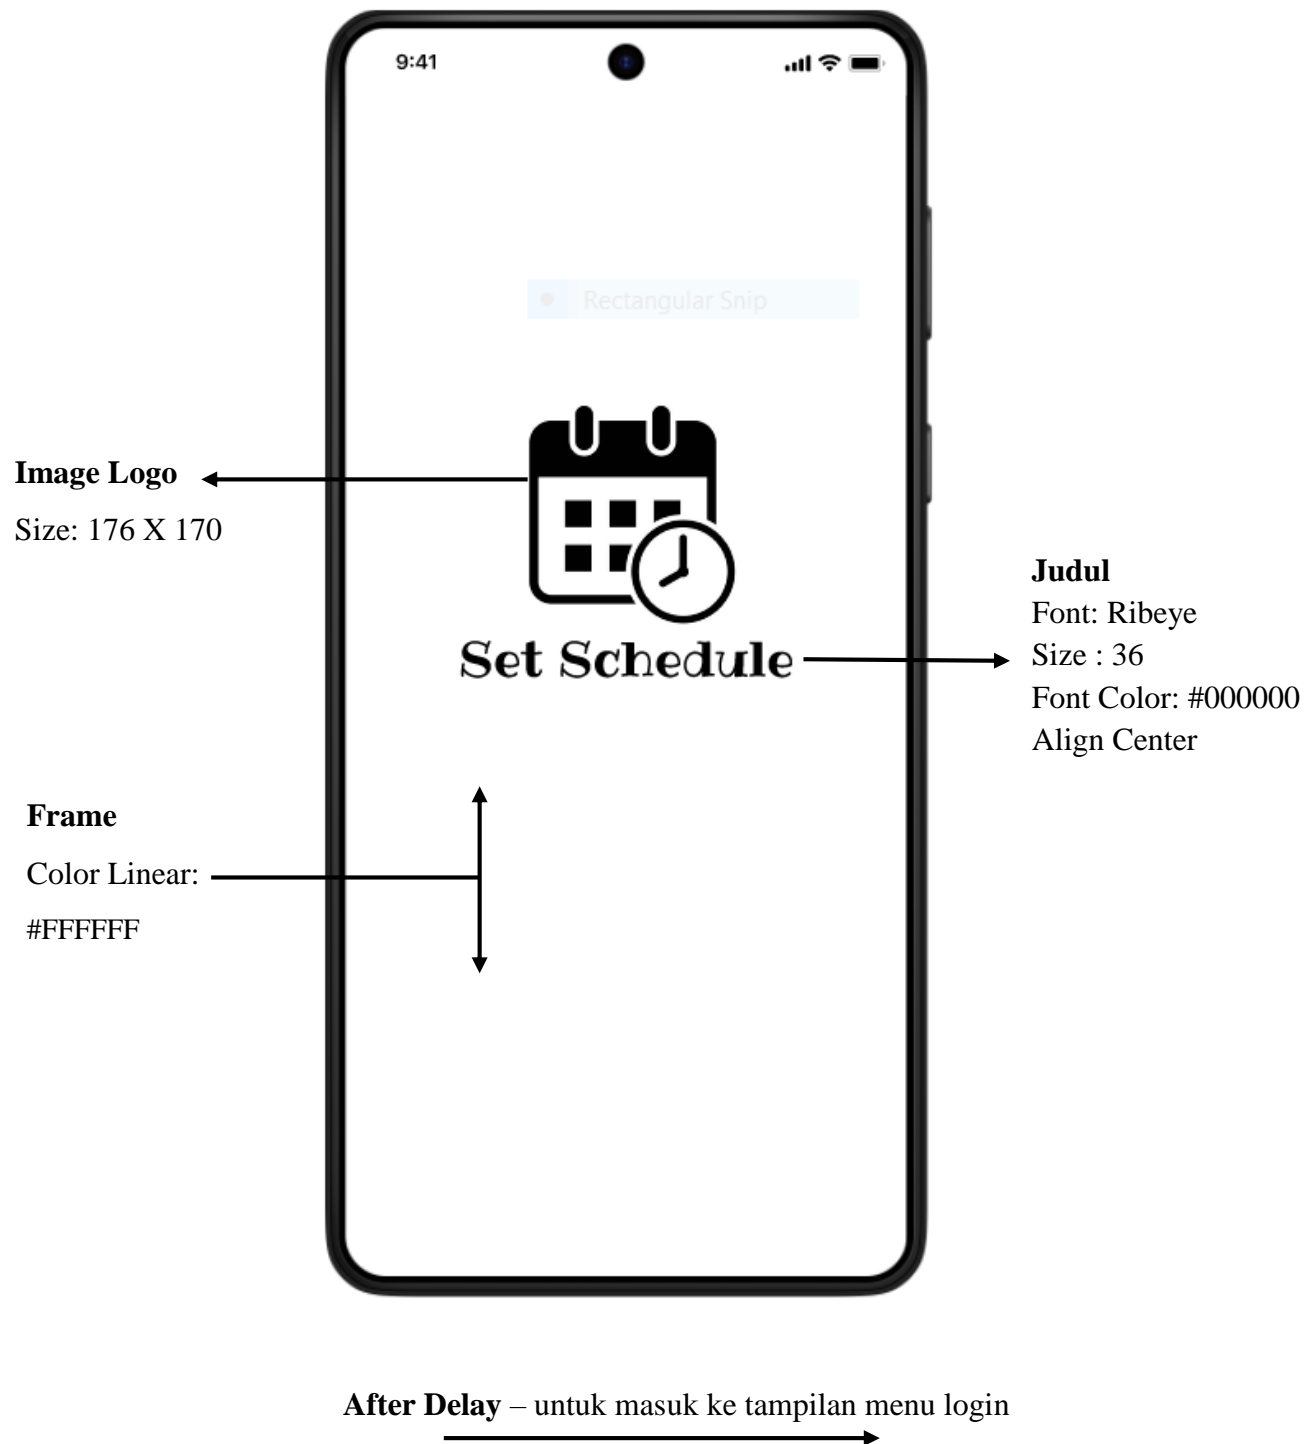 9:41
Rectangular Snip
Image Logo
Size: 176 X 170
Set Schedule
Judul
Font: Ribeye
Size : 36
Font Color: #000000
Align Center
Frame
Color Linear:
#FFFFFF
After Delay – untuk masuk ke tampilan menu login